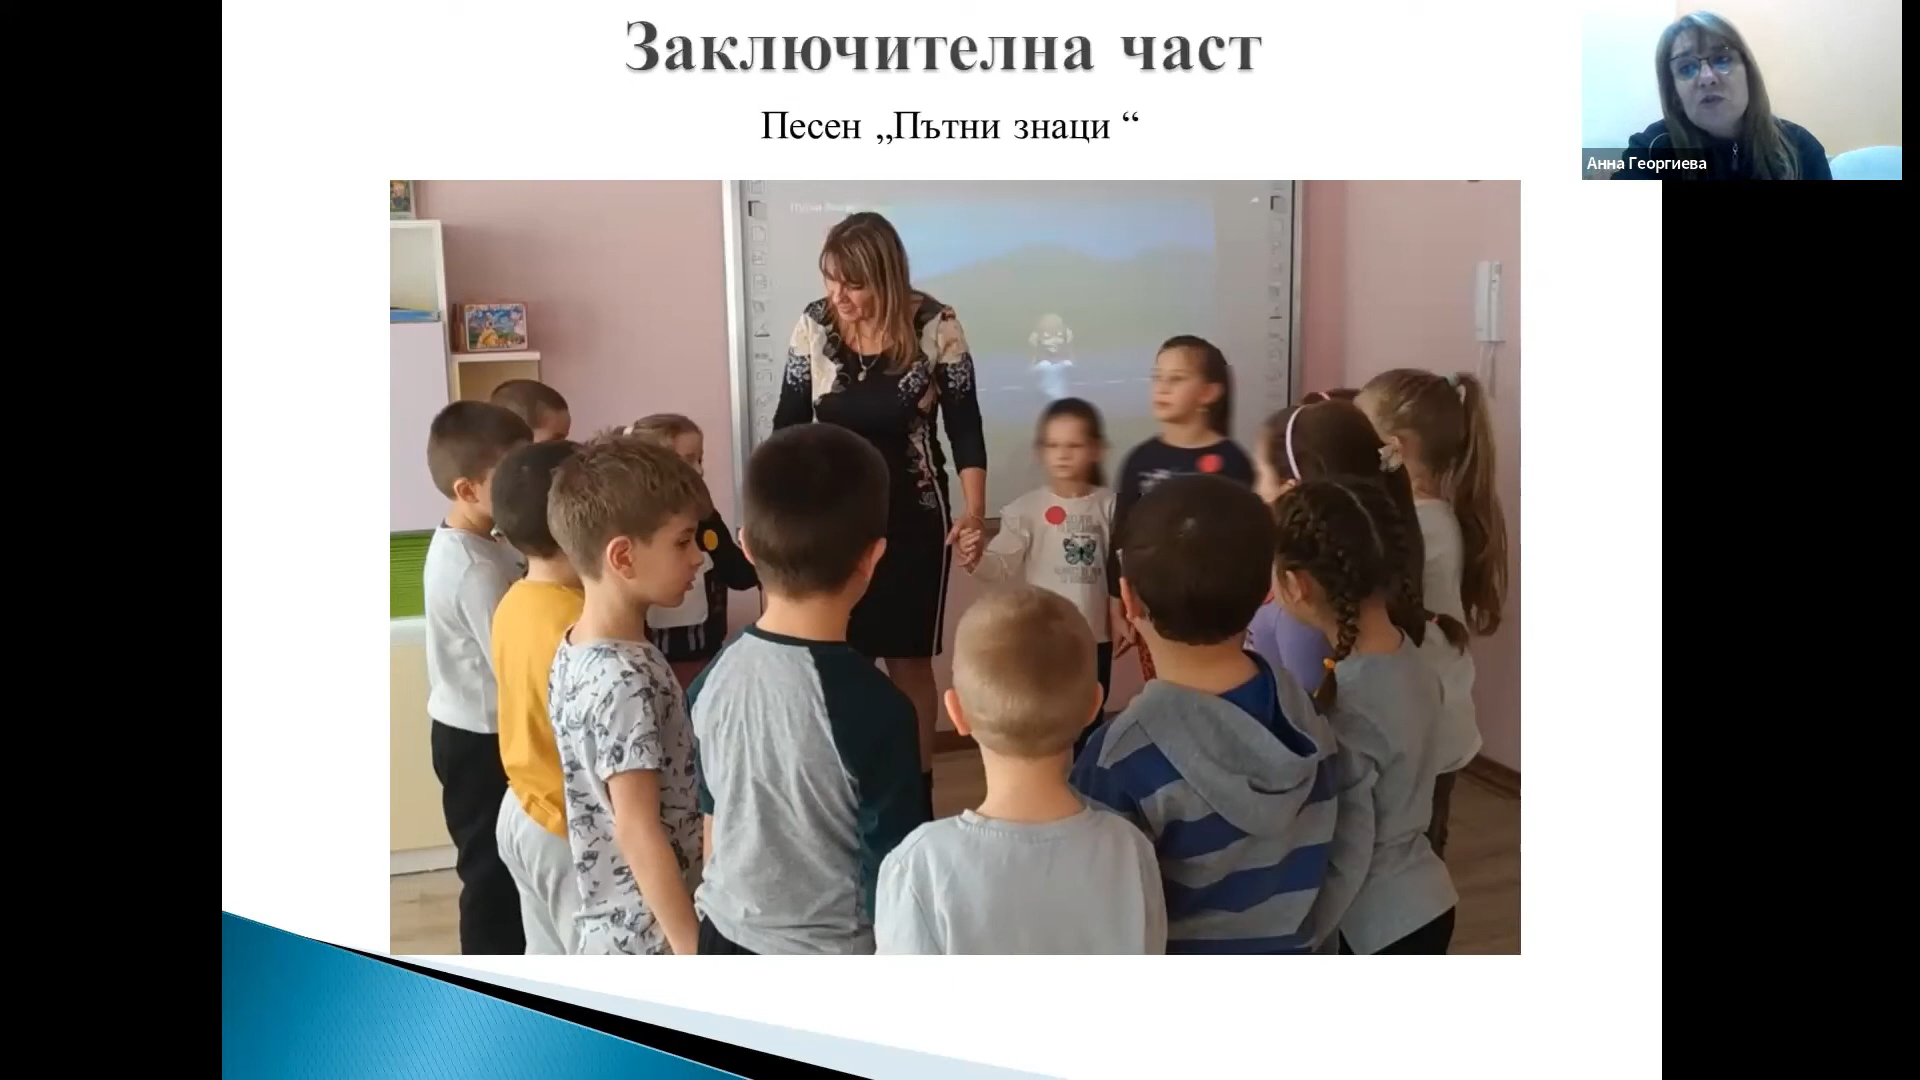 Заключителна част
Песен „Пътни знаци “
Анна Георгиева